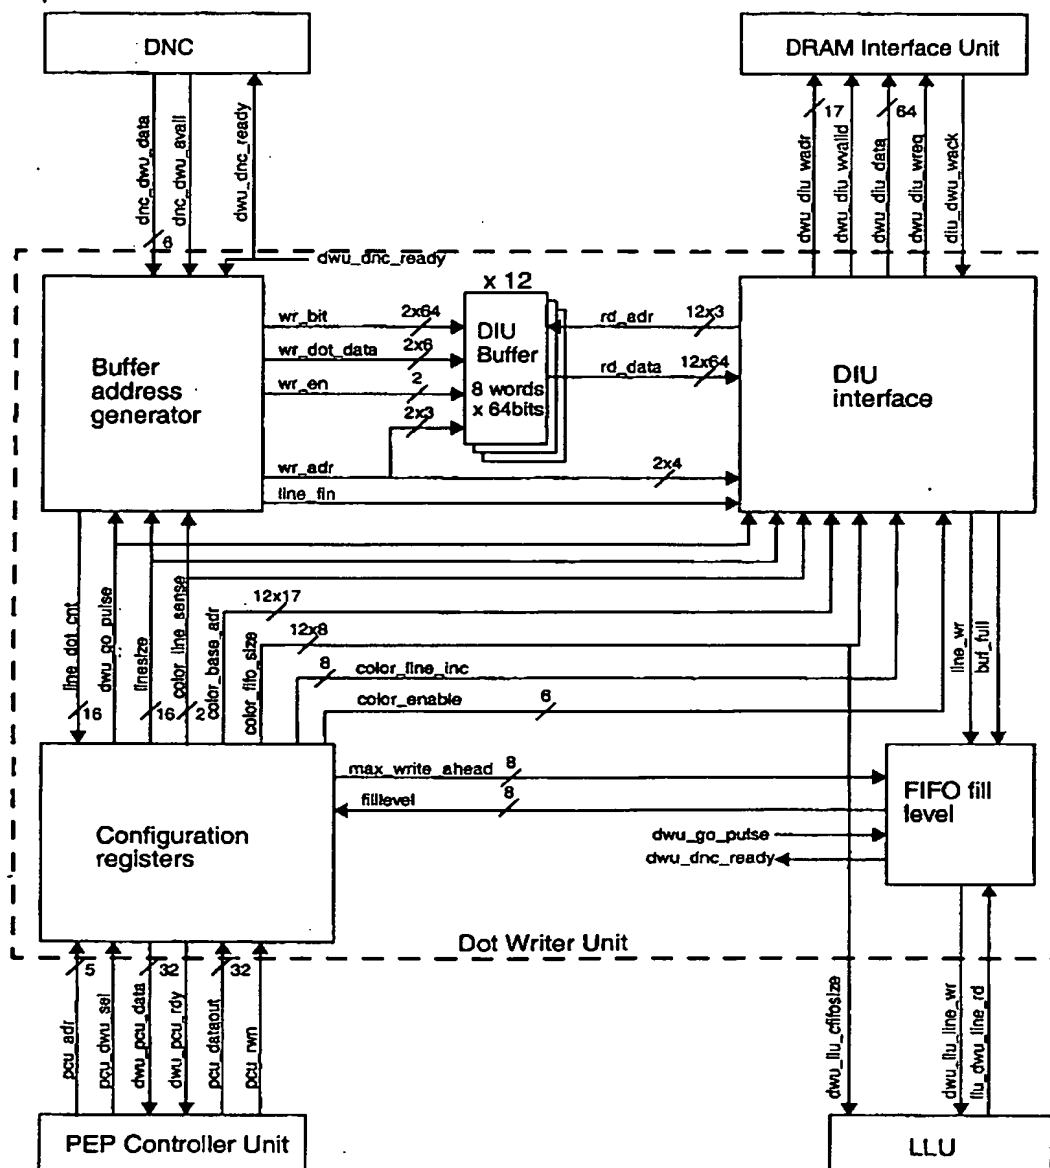 DNC
DRAM Interface Unit
dnc_dwu_data
dnc_dwu_avail
dwu_dnc_ready
6
17
64
dwu_diu_wadr
dwu_diu_wvalid
dwu_diu_data
dwu_diu_wreq
diu_dwu_wack
dwu_dnc_ready
x 12
wr_bit
2x64
DIU
Buffer
8 words
x 64bits
rd_adr
12x3
wr_dot_data
2x6
rd_data
12x64
Buffer
address
generator
DIU
interface
wr_en
2
2x3
wr_adr
2x4
line_fin
line_dot_cnt
dwu_go_pulse
linesize
color_line_sense
color_base_adr
color_fifo_size
16
16
2
12x17
12x8
8
color_line_inc
color_enable
6
line_wr
buf_full
max_write_ahead
8
filllevel
8
FIFO fill
level
dwu_go_pulse
dwu_dnc_ready
Configuration
registers
Dot Writer Unit
5
32
32
pcu_adr
pcu_dwu_sel
dwu_pcu_data
dwu_pcu_rdy
pcu_dataout
pcu_rwn
dwu_llu_cfifosize
dwu_llu_line_wr
llu_dwu_line_rd
PEP Controller Unit
LLU